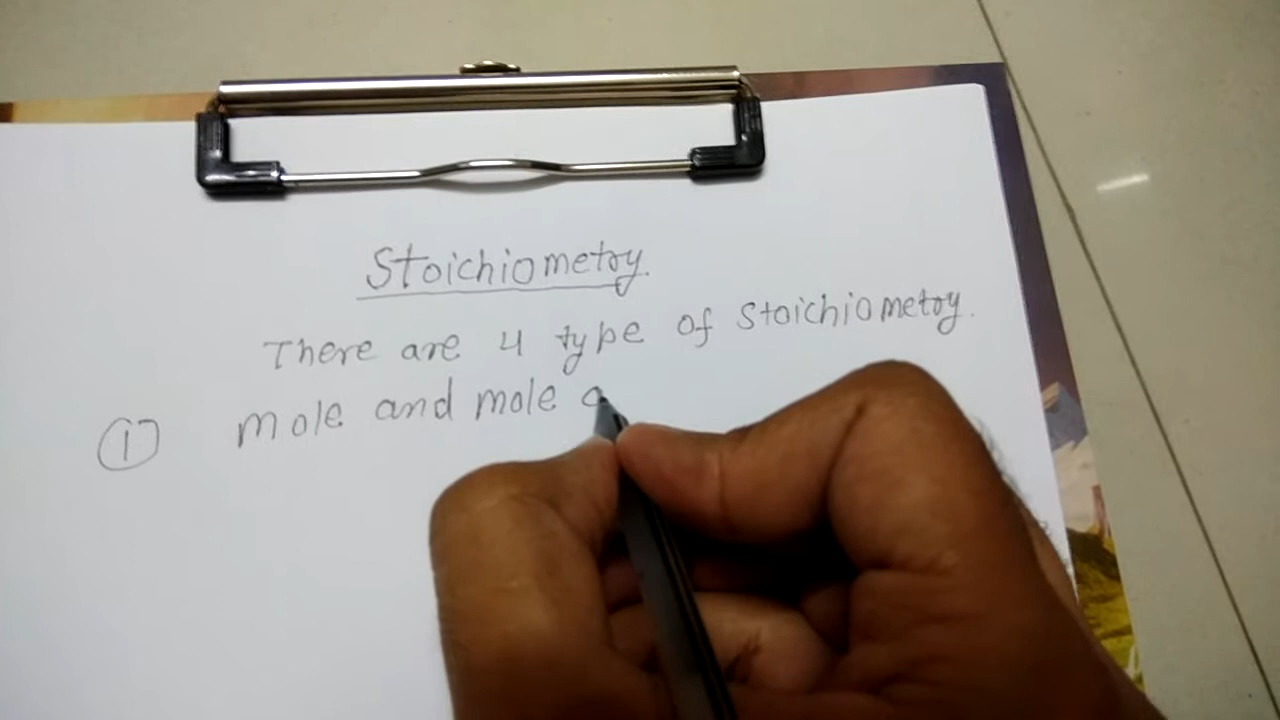 Stoichiometry
There are 4 type of Stoichiometry.
① mole and mole